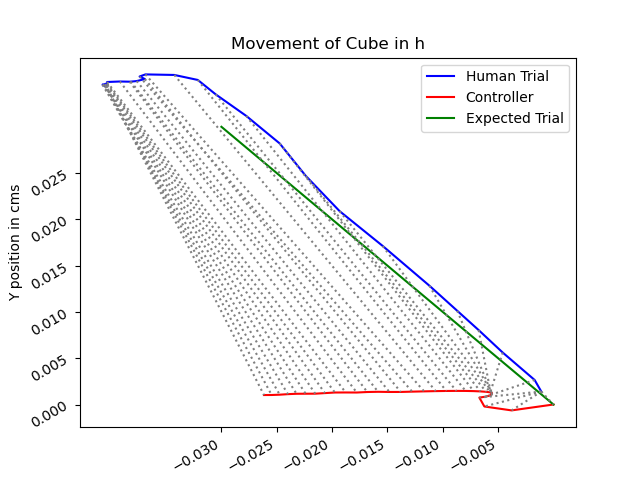 Movement of Cube in h
Human Trial
Controller
Expected Trial
Y position in cms
0.025
0.020
0.015
0.010
0.005
0.000
−0.030
−0.025
−0.020
−0.015
−0.010
−0.005